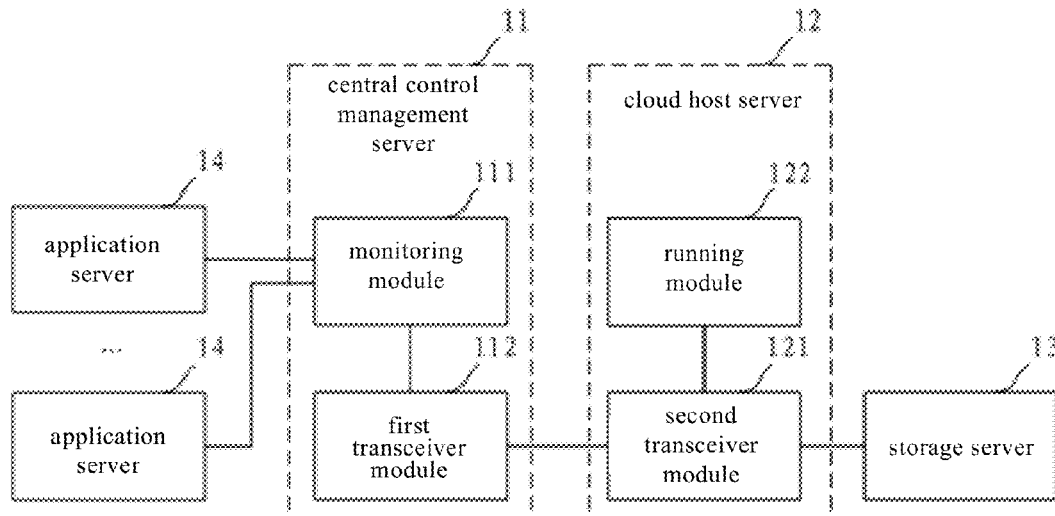 11
12
central control
management
server
cloud host server
14
111
122
application
server
monitoring
module
running
module
...
14
112
121
13
application
server
first
transceiver
module
second
transceiver
module
storage server